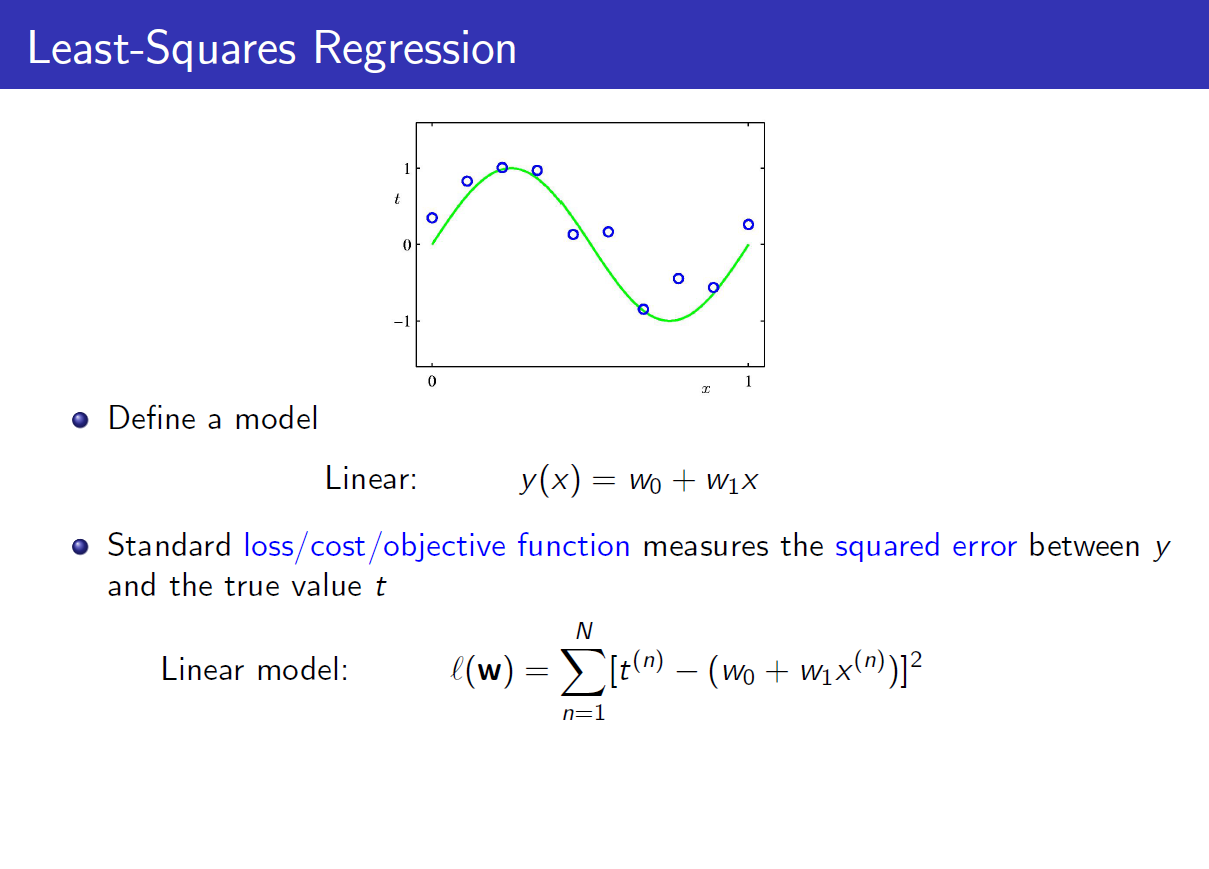 Least-Squares Regression
1
t
0
−1
0
x
1
Define a model
Linear: y(x) = w₀ + w₁x
Standard loss/cost/objective function measures the squared error between y
and the true value t
Linear model: ℓ(w) = ∑ₙ₌₁ᴺ [t⁽ⁿ⁾ − (w₀ + w₁x⁽ⁿ⁾)]²